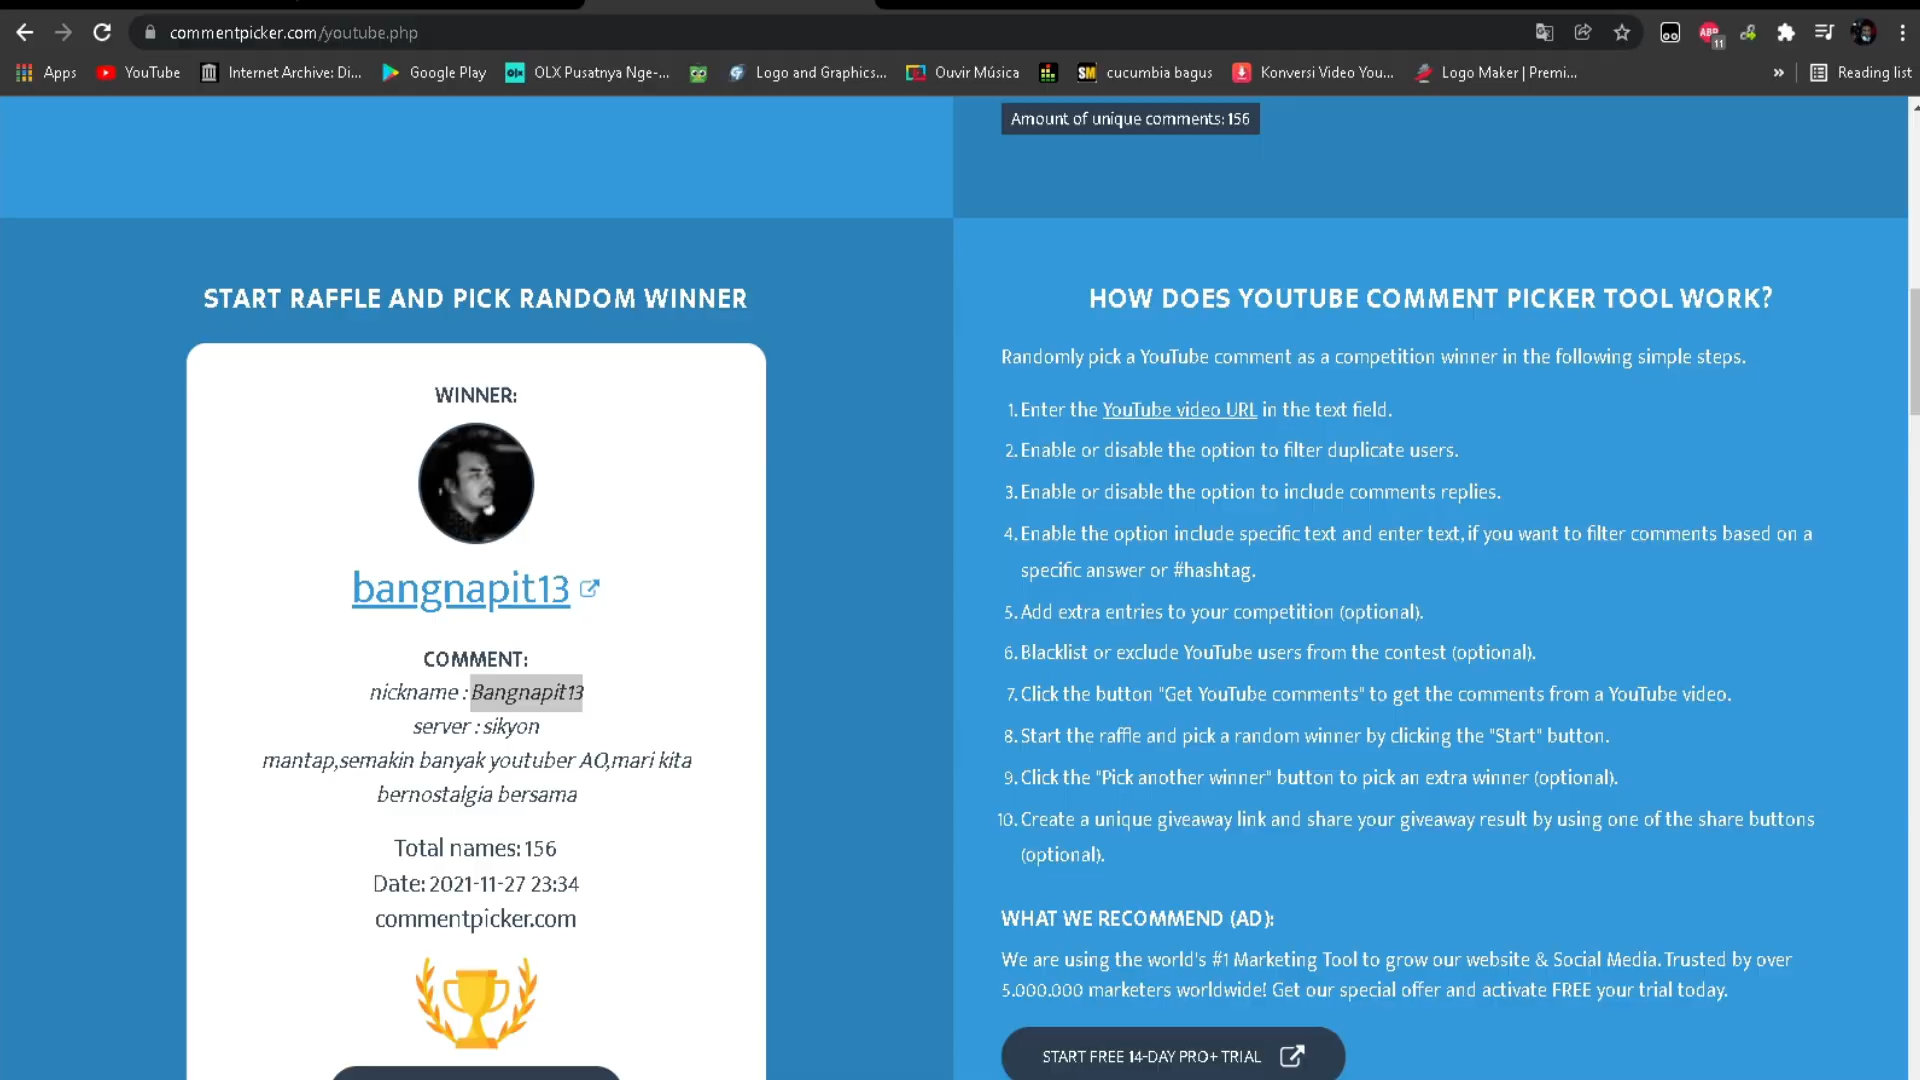 commentpicker.com/youtube.php
ABP
11
Apps
YouTube
Internet Archive: Di...
Google Play
OLX Pusatnya Nge-...
Logo and Graphics...
Ouvir Música
SM
cucumbia bagus
Konversi Video You...
Logo Maker | Premi...
»
Reading list
Amount of unique comments: 156
START RAFFLE AND PICK RANDOM WINNER
WINNER:
bangnapit13
COMMENT:
nickname : Bangnapit13
server : sikyon
mantap,semakin banyak youtuber AO,mari kita
bernostalgia bersama
Total names: 156
Date: 2021-11-27 23:34
commentpicker.com
HOW DOES YOUTUBE COMMENT PICKER TOOL WORK?
Randomly pick a YouTube comment as a competition winner in the following simple steps.
1. Enter the YouTube video URL in the text field.
2. Enable or disable the option to filter duplicate users.
3. Enable or disable the option to include comments replies.
4. Enable the option include specific text and enter text, if you want to filter comments based on a
specific answer or #hashtag.
5. Add extra entries to your competition (optional).
6. Blacklist or exclude YouTube users from the contest (optional).
7. Click the button "Get YouTube comments" to get the comments from a YouTube video.
8. Start the raffle and pick a random winner by clicking the "Start" button.
9. Click the "Pick another winner" button to pick an extra winner (optional).
10. Create a unique giveaway link and share your giveaway result by using one of the share buttons
(optional).
WHAT WE RECOMMEND (AD):
We are using the world's #1 Marketing Tool to grow our website & Social Media. Trusted by over
5.000.000 marketers worldwide! Get our special offer and activate FREE your trial today.
START FREE 14-DAY PRO+ TRIAL